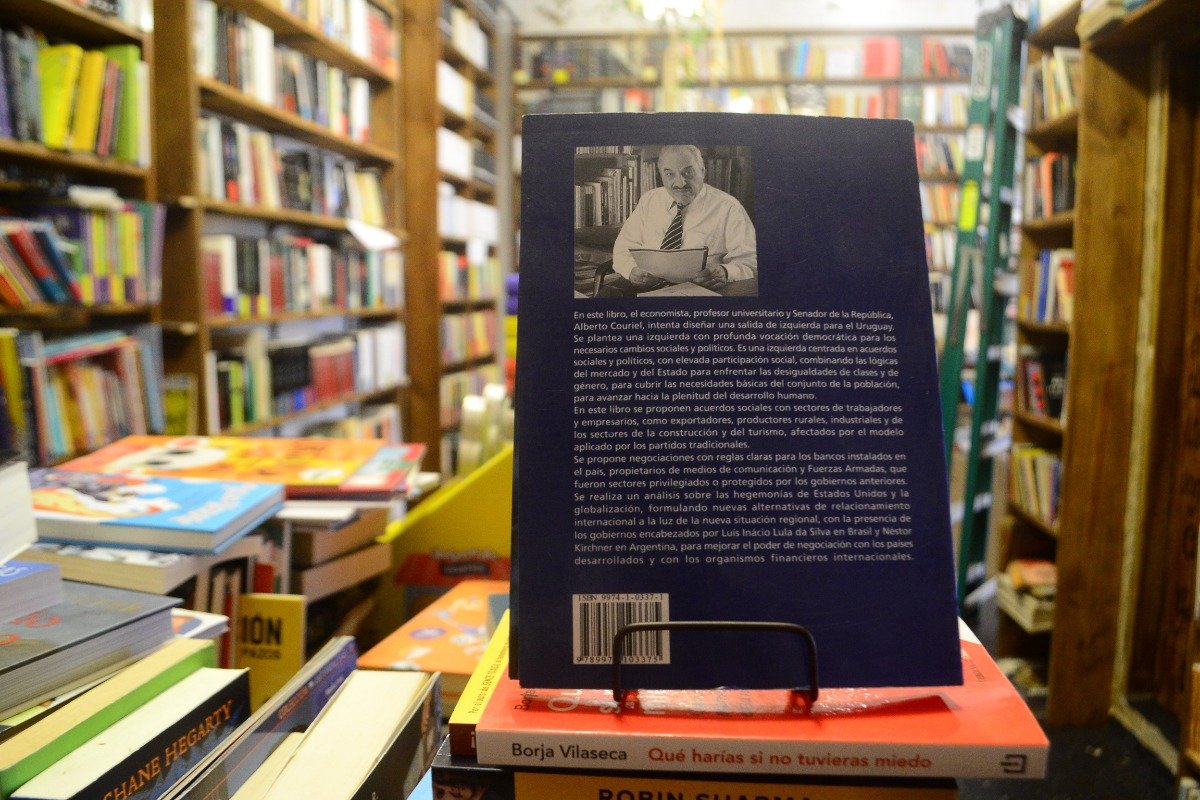 En este libro, el economista, profesor universitario y Senador de la República,
Alberto Couriel, intenta diseñar una salida de izquierda para el Uruguay.
Se plantea una izquierda con profunda vocación democrática para los
necesarios cambios sociales y políticos. Es una izquierda centrada en acuerdos
sociales y políticos, con elevada participación social, combinando las lógicas
del mercado y del Estado para enfrentar las desigualdades de clases y de
género, para cubrir las necesidades básicas del conjunto de la población,
para avanzar hacia la plenitud del desarrollo humano.
En este libro se proponen acuerdos sociales con sectores de trabajadores
y empresarios, como exportadores, productores rurales, industriales y de
los sectores de la construcción y del turismo, afectados por el modelo
aplicado por los partidos tradicionales.
Se propone negociaciones con reglas claras para los bancos instalados en
el país, propietarios de medios de comunicación y Fuerzas Armadas, que
fueron sectores privilegiados o protegidos por los gobiernos anteriores.
Se realiza un análisis sobre las hegemonías de Estados Unidos y la
globalización, formulando nuevas alternativas de relacionamiento
internacional a la luz de la nueva situación regional, con la presencia de
los gobiernos encabezados por Luis Inácio Lula da Silva en Brasil y Néstor
Kirchner en Argentina, para mejorar el poder de negociación con los países
desarrollados y con los organismos financieros internacionales.
ISBN 9974-1-0337-1
Borja Vilaseca Qué harías si no tuvieras miedo
ROBIN SHARMA
SHANE HEGARTY
IÓN